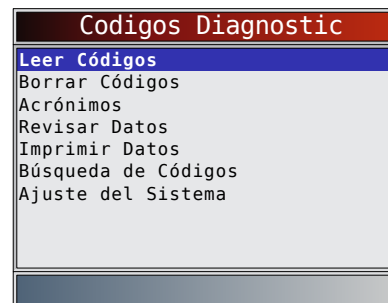 Codigos Diagnostic
Leer Códigos
Borrar Códigos
Acrónimos
Revisar Datos
Imprimir Datos
Búsqueda de Códigos
Ajuste del Sistema